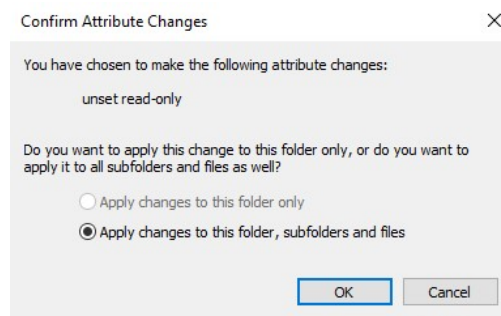 Confirm Attribute Changes
You have chosen to make the following attribute changes:
unset read-only
Do you want to apply this change to this folder only, or do you want to
apply it to all subfolders and files as well?
Apply changes to this folder only
Apply changes to this folder, subfolders and files
OK Cancel